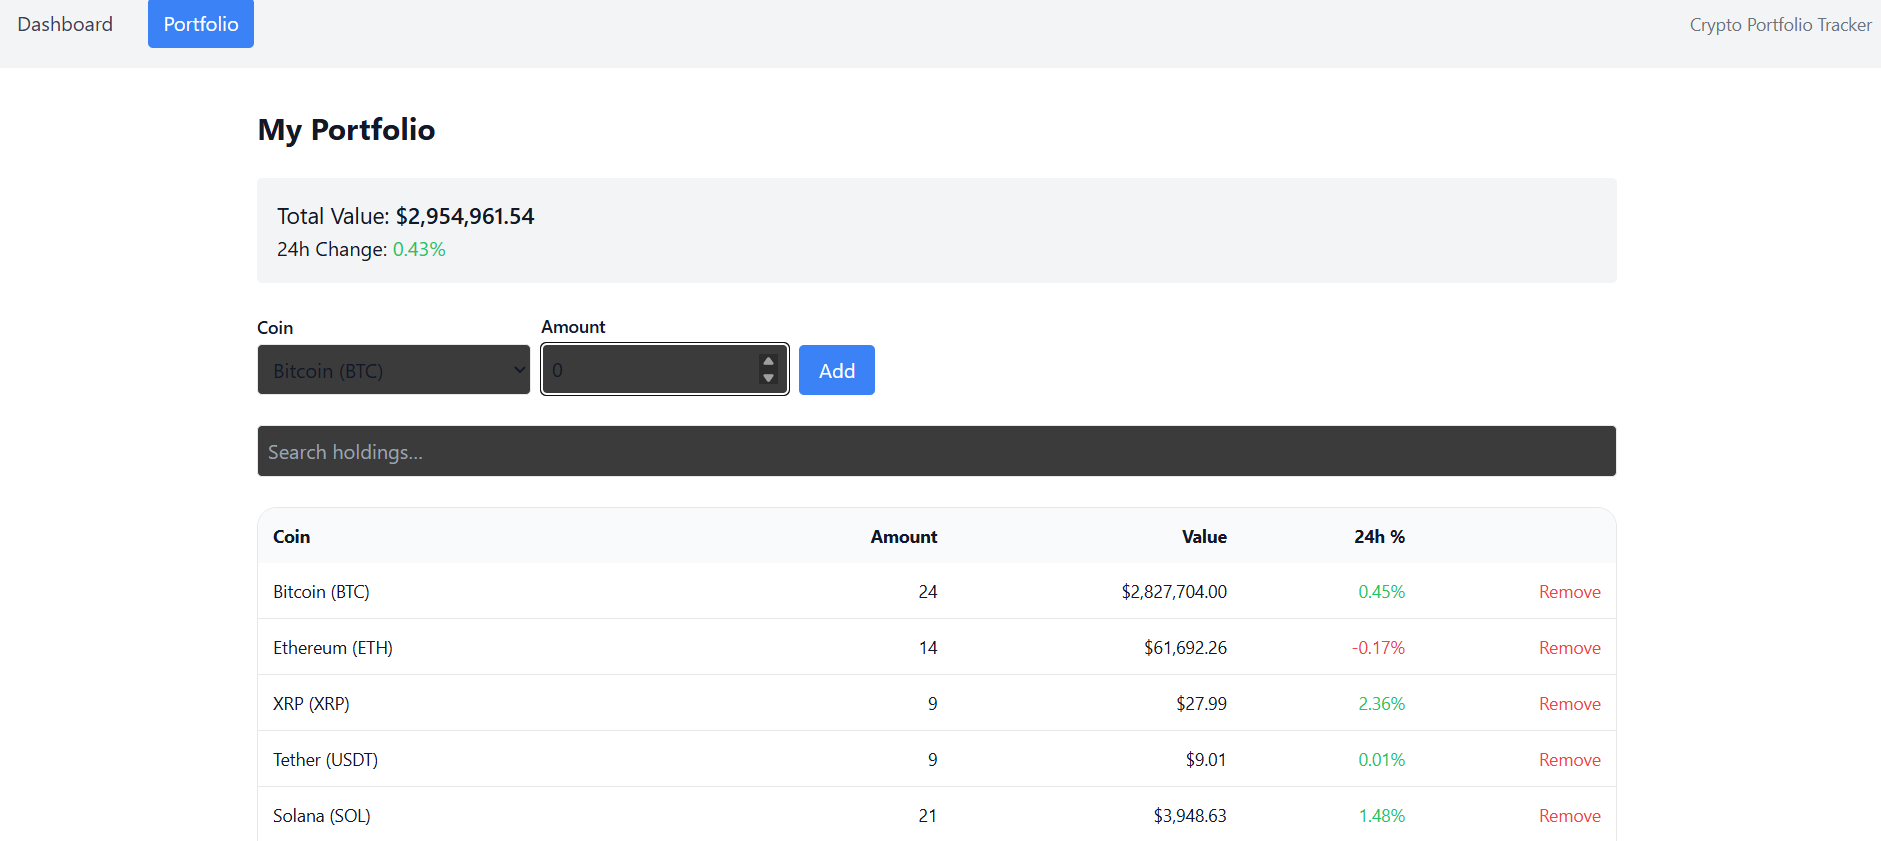 Dashboard Portfolio Crypto Portfolio Tracker
My Portfolio
Total Value: $2,954,961.54
24h Change: 0.43%
Coin Amount
Bitcoin (BTC) 0 Add
Search holdings...
Coin Amount Value 24h %
Bitcoin (BTC) 24 $2,827,704.00 0.45% Remove
Ethereum (ETH) 14 $61,692.26 -0.17% Remove
XRP (XRP) 9 $27.99 2.36% Remove
Tether (USDT) 9 $9.01 0.01% Remove
Solana (SOL) 21 $3,948.63 1.48% Remove